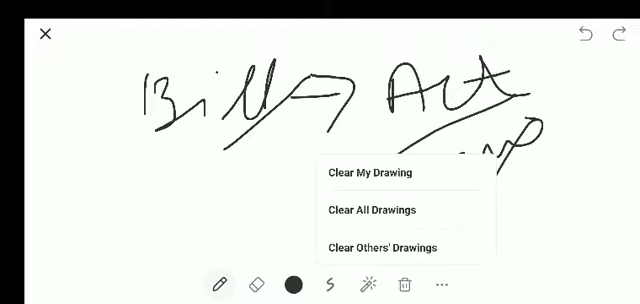 Bill → Act
Clear My Drawing
Clear All Drawings
Clear Others' Drawings